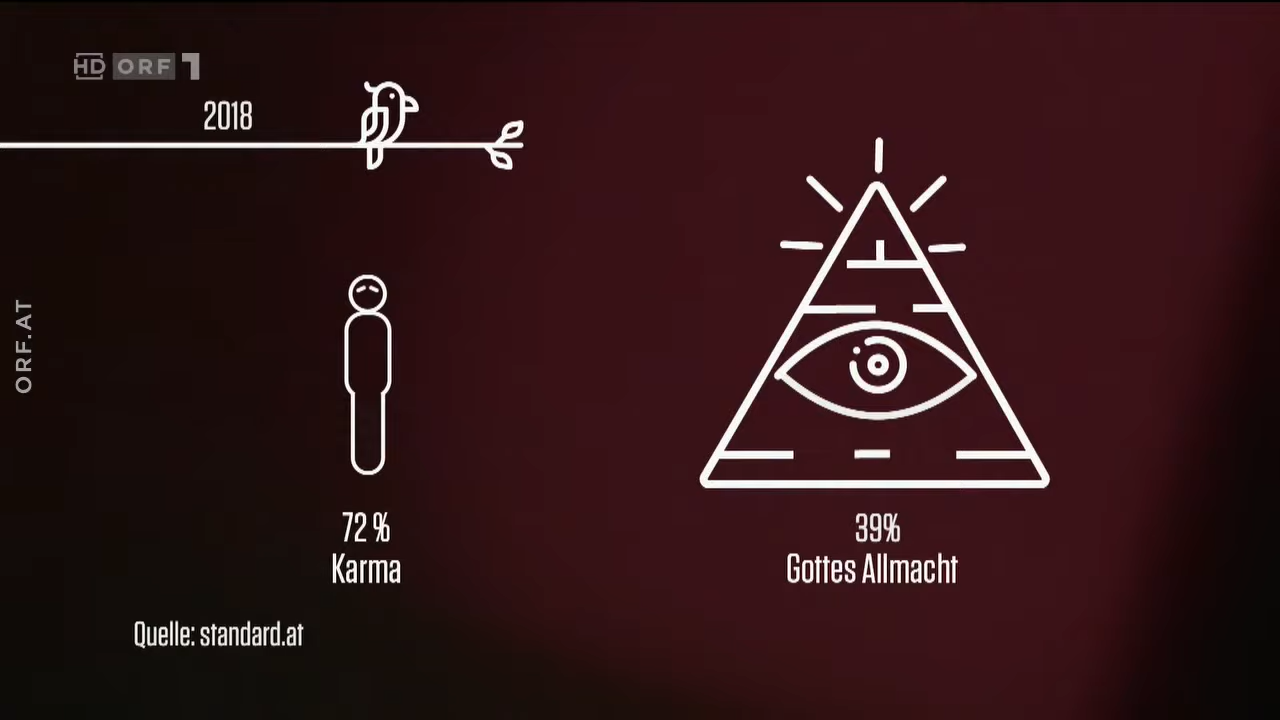 HD ORF 1
2018
ORF.AT
72 %
Karma
39%
Gottes Allmacht
Quelle: standard.at